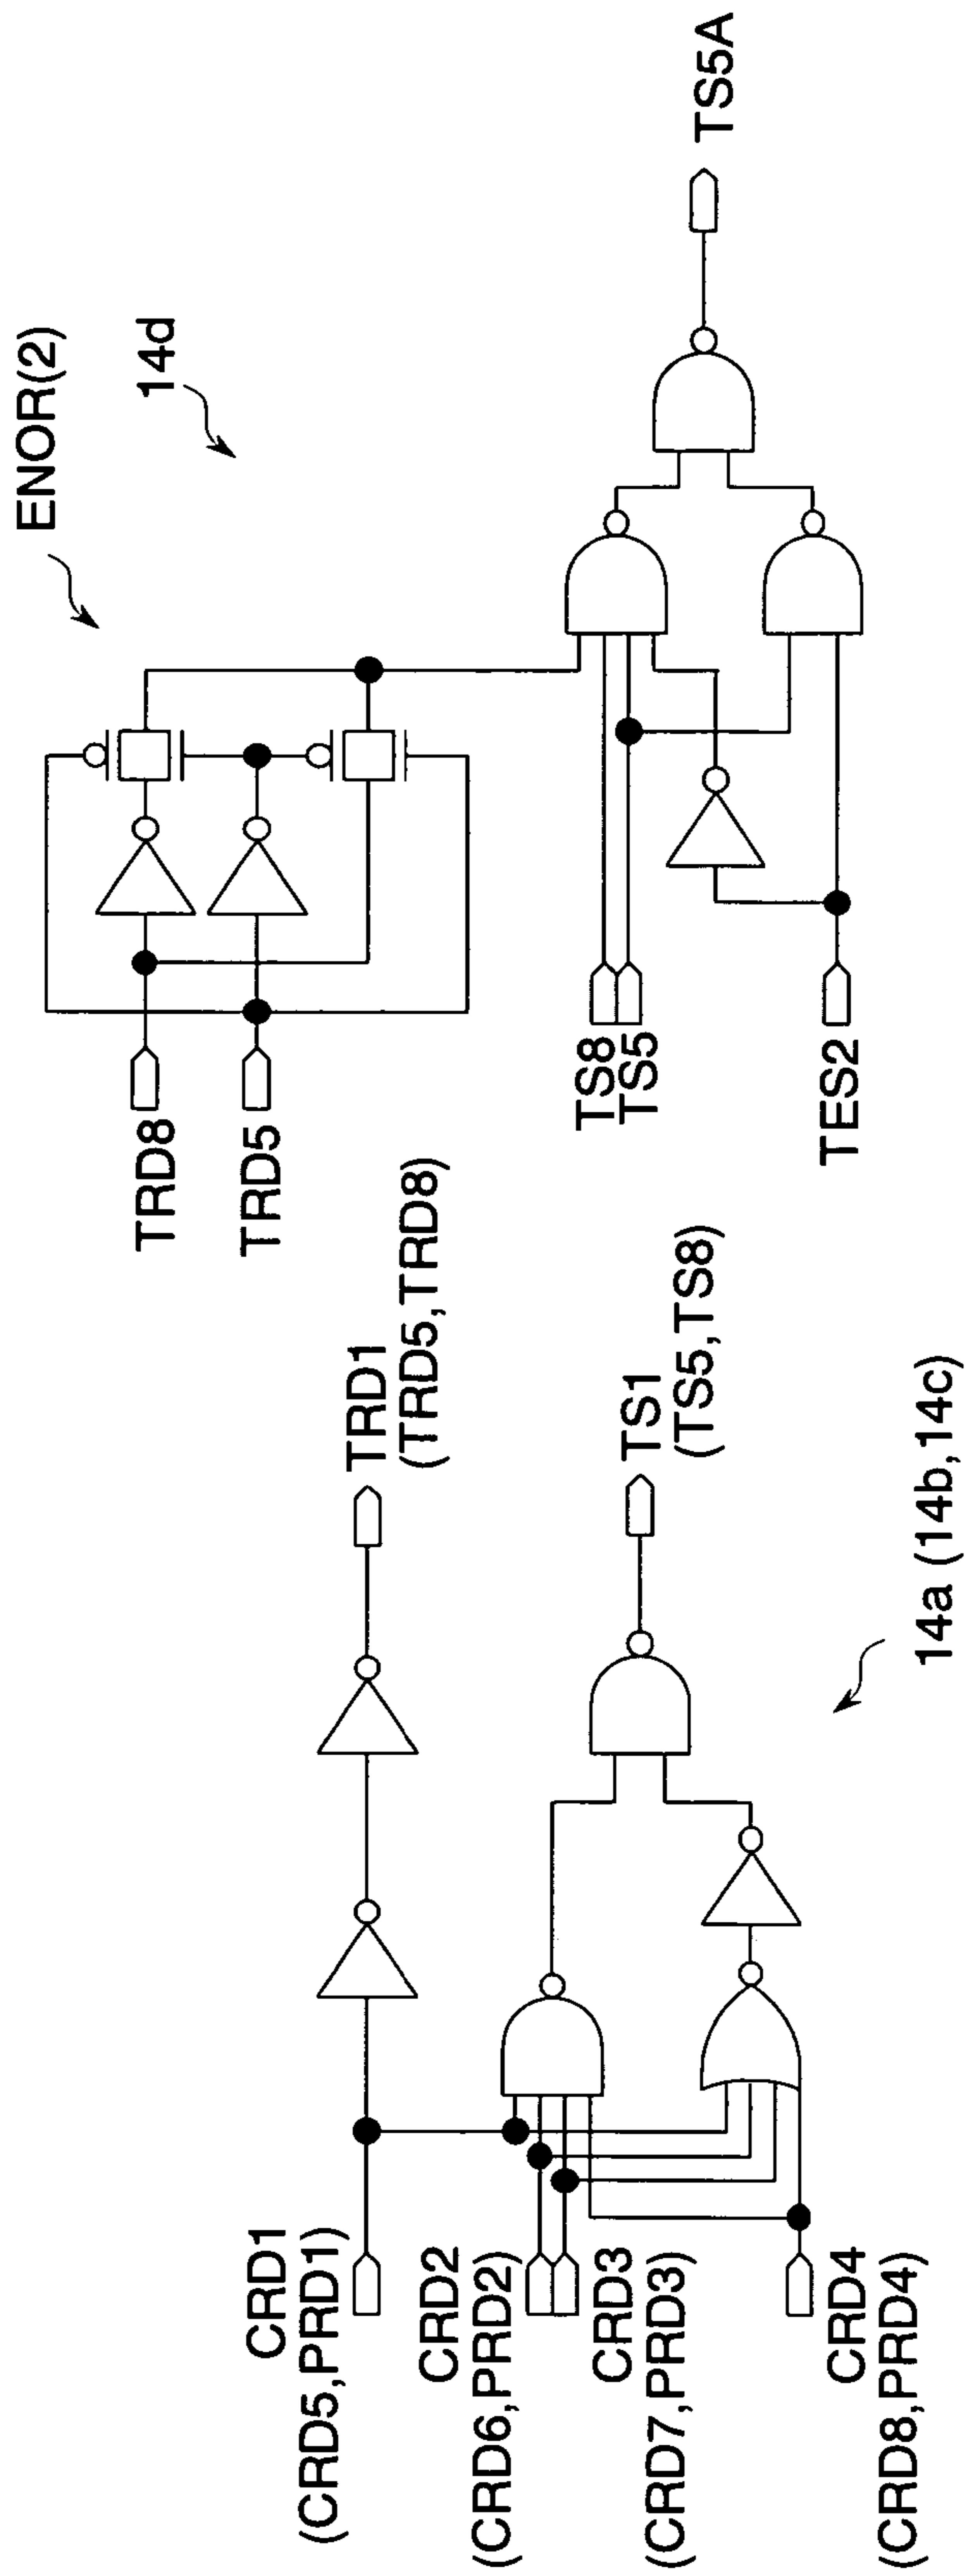 CRD1
(CRD5,PRD1)
CRD2
(CRD6,PRD2)
CRD3
(CRD7,PRD3)
CRD4
(CRD8,PRD4)
TRD1
(TRD5,TRD8)
TS1
(TS5,TS8)
14a (14b,14c)
ENOR(2)
14d
TRD8
TRD5
TS8
TS5
TES2
TS5A